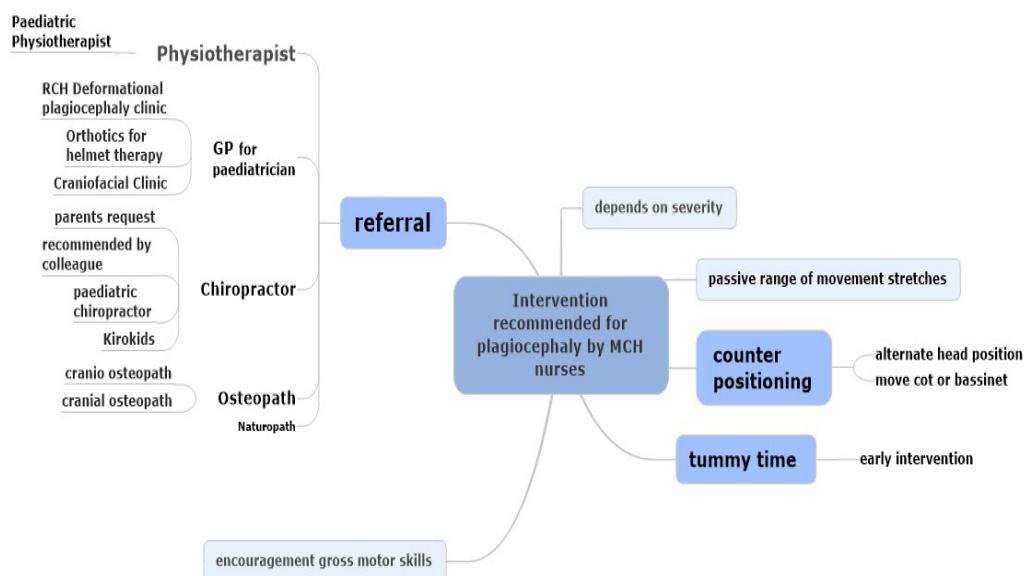 Paediatric
Physiotherapist
Physiotherapist
RCH Deformational
plagiocephaly clinic
Orthotics for
helmet therapy
Craniofacial Clinic
GP for
paediatrician
parents request
recommended by
colleague
paediatric
chiropractor
Kirokids
Chiropractor
cranio osteopath
cranial osteopath
Osteopath
Naturopath
referral
Intervention
recommended for
plagiocephaly by MCH
nurses
depends on severity
passive range of movement stretches
counter
positioning
alternate head position
move cot or bassinet
tummy time
early intervention
encouragement gross motor skills